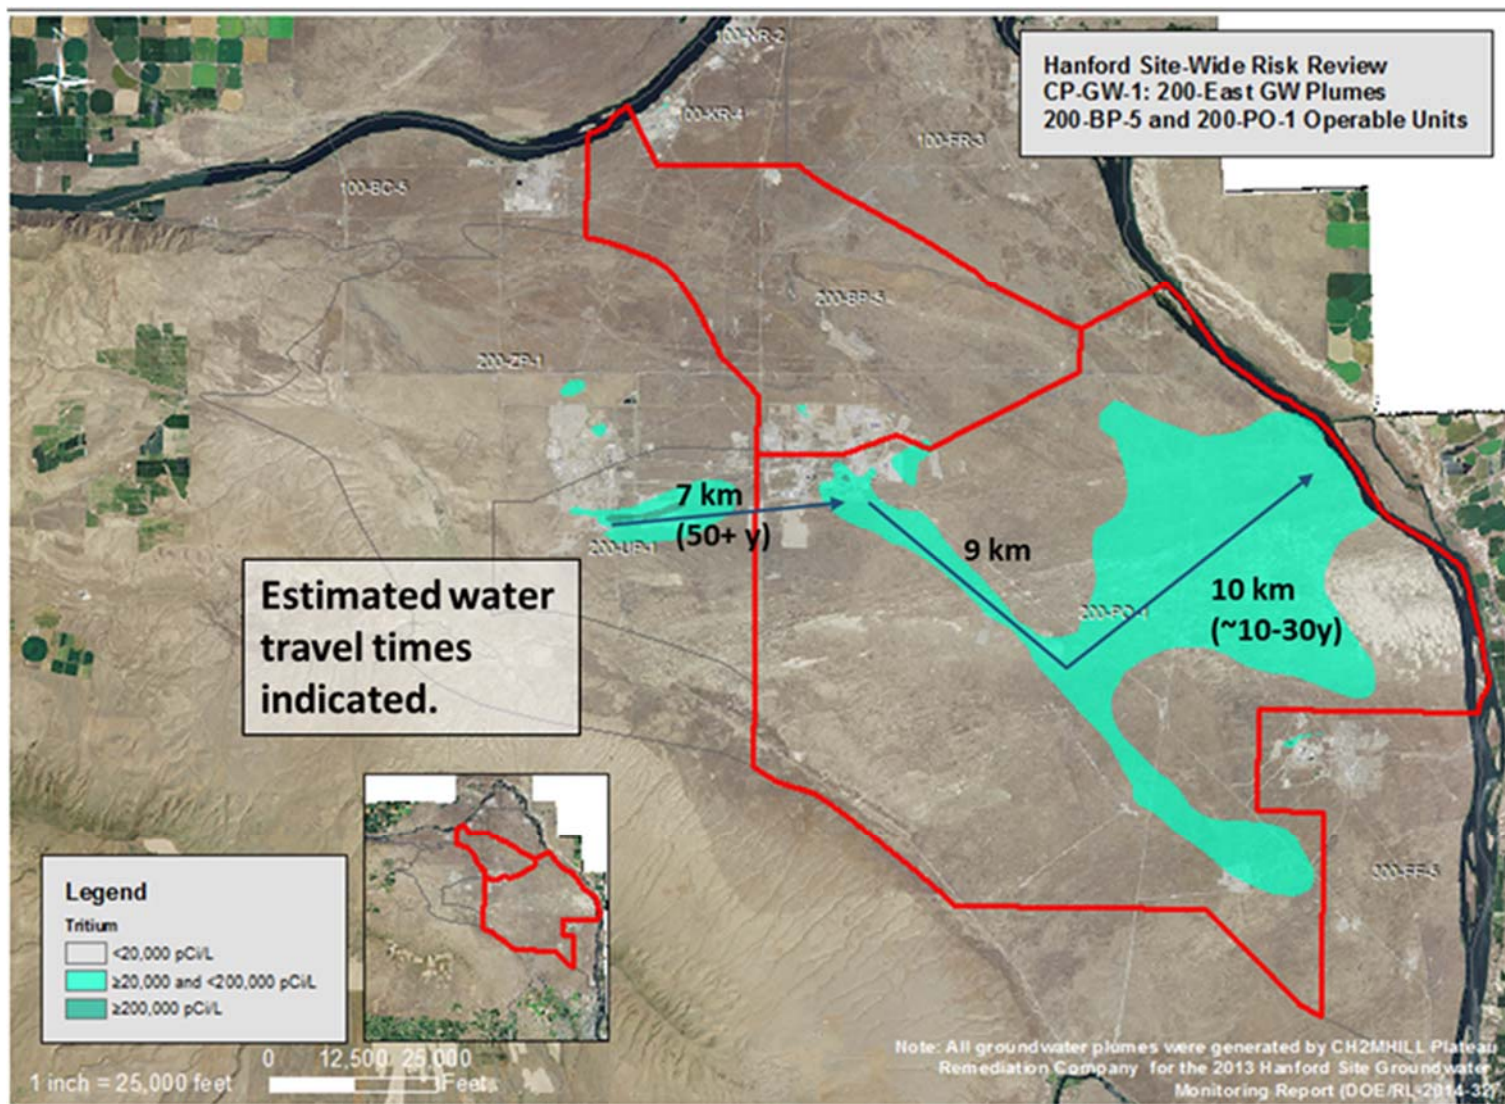 100-NR-2
Hanford Site-Wide Risk Review
CP-GW-1: 200-East GW Plumes
200-BP-5 and 200-PO-1 Operable Units
N
100-KR-4
100-FR-3
100-BC-5
200-BP-5
200-ZP-1
7 km
(50+ y)
200-UP-1
9 km
200-PO-1
10 km
(~10-30y)
Estimated water
travel times
indicated.
300-FF-5
Legend
Tritium
<20,000 pCi/L
≥20,000 and <200,000 pCi/L
≥200,000 pCi/L
0 12,500 25,000
Feet
1 inch = 25,000 feet
Note: All groundwater plumes were generated by CH2MHILL Plateau
Remediation Company for the 2013 Hanford Site Groundwater
Monitoring Report (DOE/RL-2014-32)